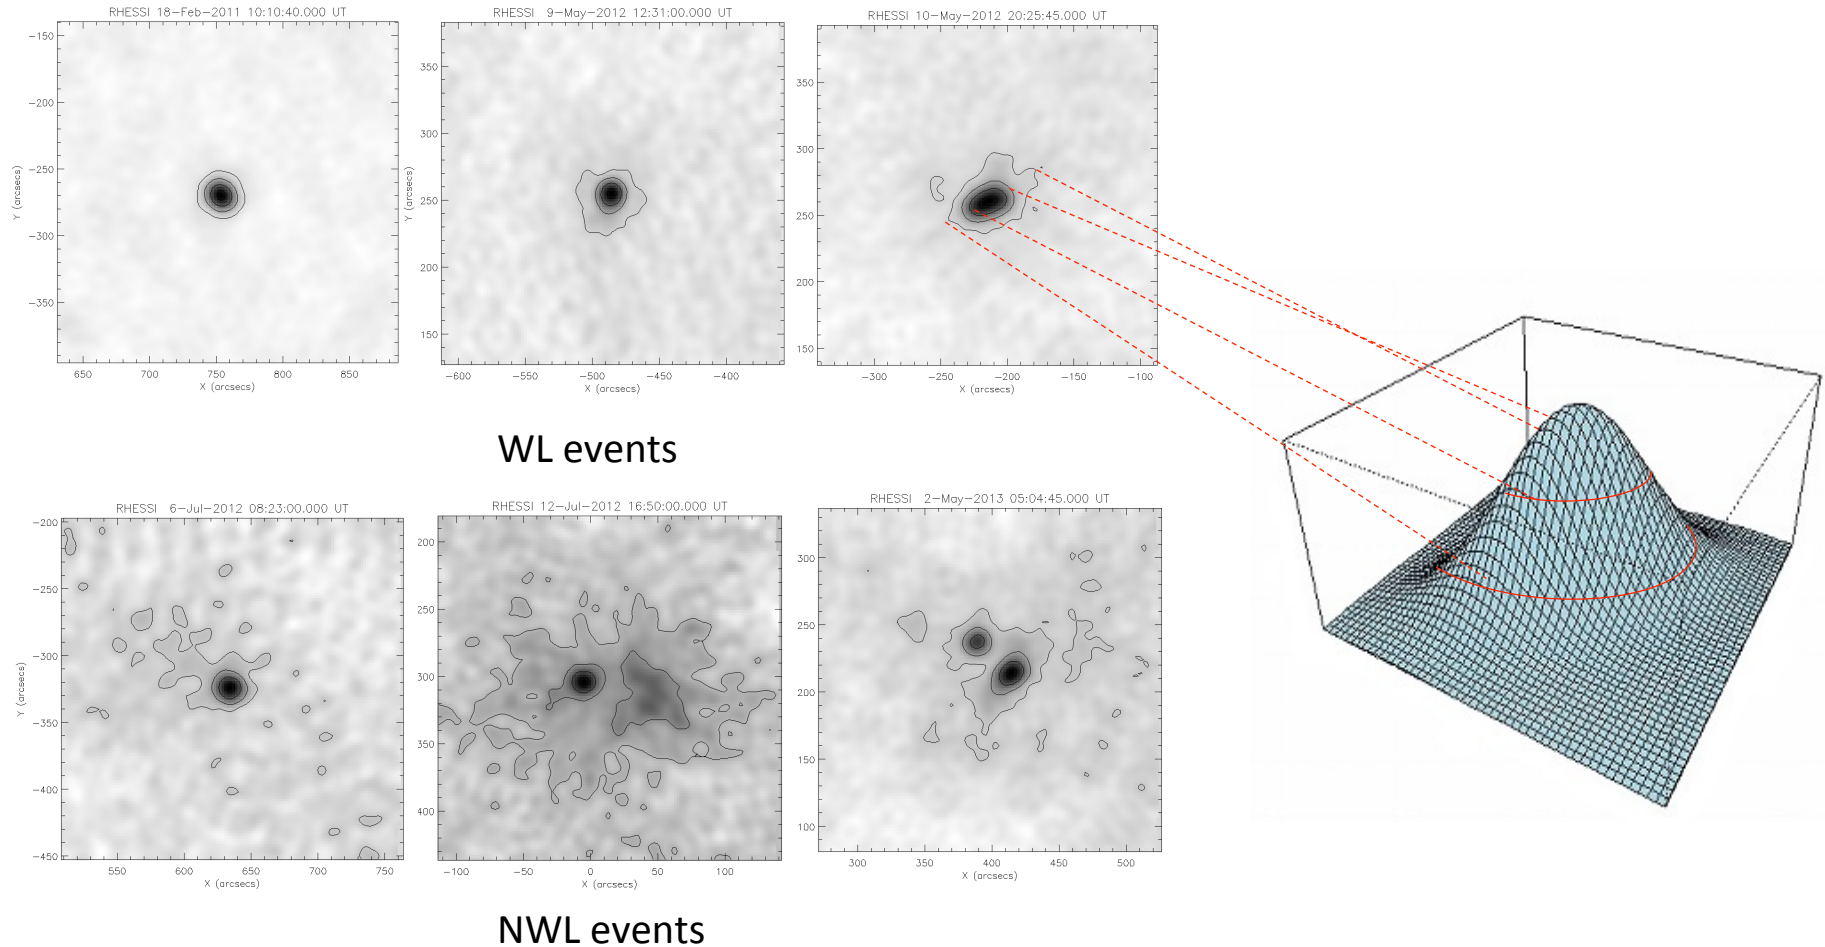 RHESSI 18-Feb-2011 10:10:40.000 UT
-150
-200
-250
-300
-350
Y (arcsecs)
650 700 750 800 850
X (arcsecs)
RHESSI 9-May-2012 12:31:00.000 UT
350
300
250
200
150
Y (arcsecs)
-600 -550 -500 -450 -400
X (arcsecs)
RHESSI 10-May-2012 20:25:45.000 UT
350
300
250
200
150
-300 -250 -200 -150 -100
X (arcsecs)
WL events
RHESSI 6-Jul-2012 08:23:00.000 UT
-200
-250
-300
-350
-400
-450
Y (arcsecs)
550 600 650 700 750
X (arcsecs)
RHESSI 12-Jul-2012 16:50:00.000 UT
200
250
300
350
400
-100 -50 0 50 100
X (arcsecs)
RHESSI 2-May-2013 05:04:45.000 UT
300
250
200
150
100
300 350 400 450 500
X (arcsecs)
NWL events